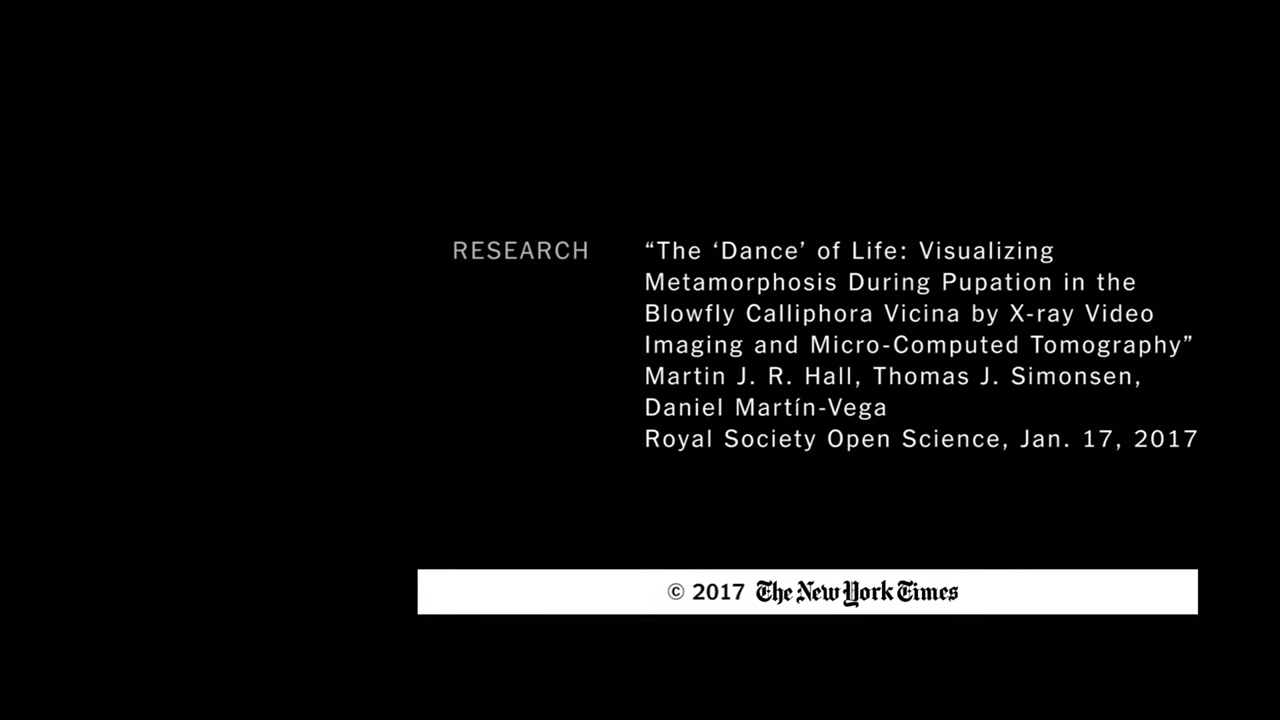 RESEARCH
“The ‘Dance’ of Life: Visualizing
Metamorphosis During Pupation in the
Blowfly Calliphora Vicina by X-ray Video
Imaging and Micro-Computed Tomography”
Martin J. R. Hall, Thomas J. Simonsen,
Daniel Martín-Vega
Royal Society Open Science, Jan. 17, 2017
© 2017 The New York Times